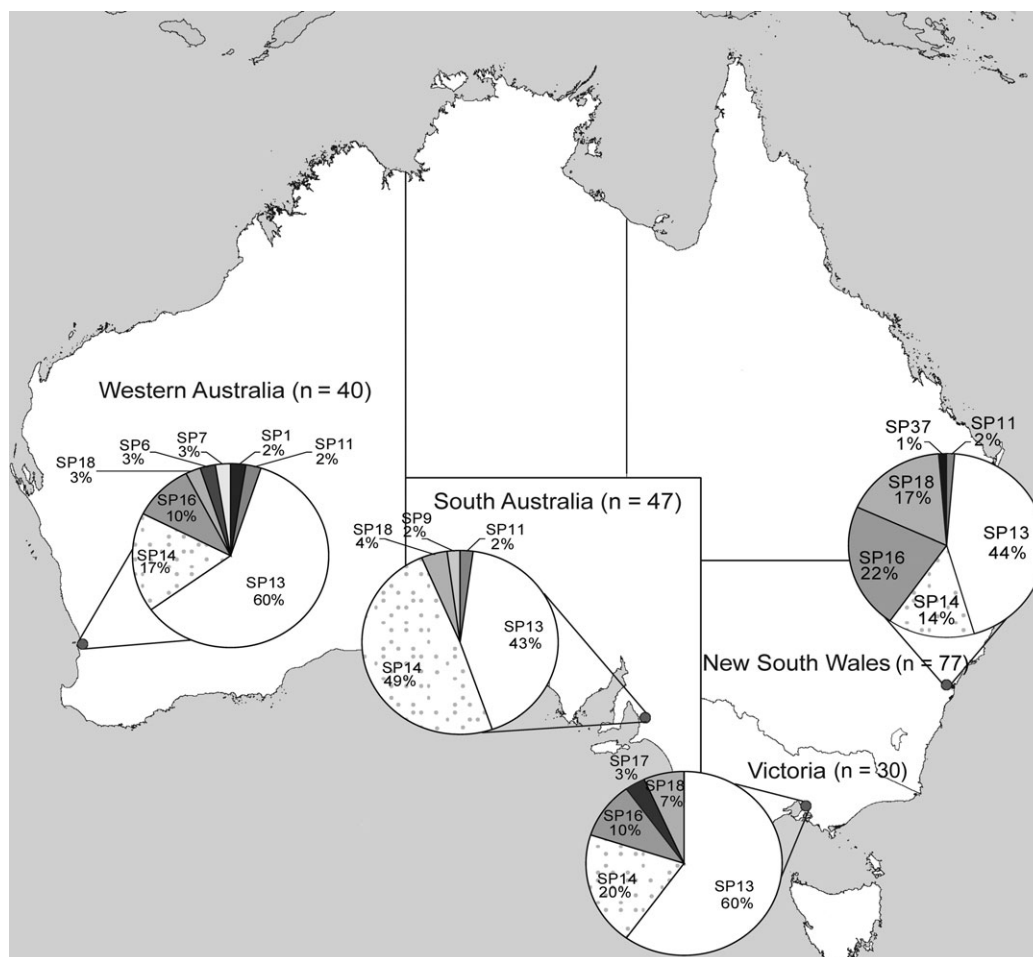 Western Australia (n = 40)
SP7
3%
SP1
2%
SP6
3%
SP11
2%
SP18
3%
SP16
10%
SP14
17%
SP13
60%
South Australia (n = 47)
SP9
2%
SP11
2%
SP18
4%
SP13
43%
SP14
49%
SP37
1%
SP11
2%
SP18
17%
SP13
44%
SP16
22%
SP14
14%
New South Wales (n = 77)
Victoria (n = 30)
SP17
3%
SP18
7%
SP16
10%
SP14
20%
SP13
60%